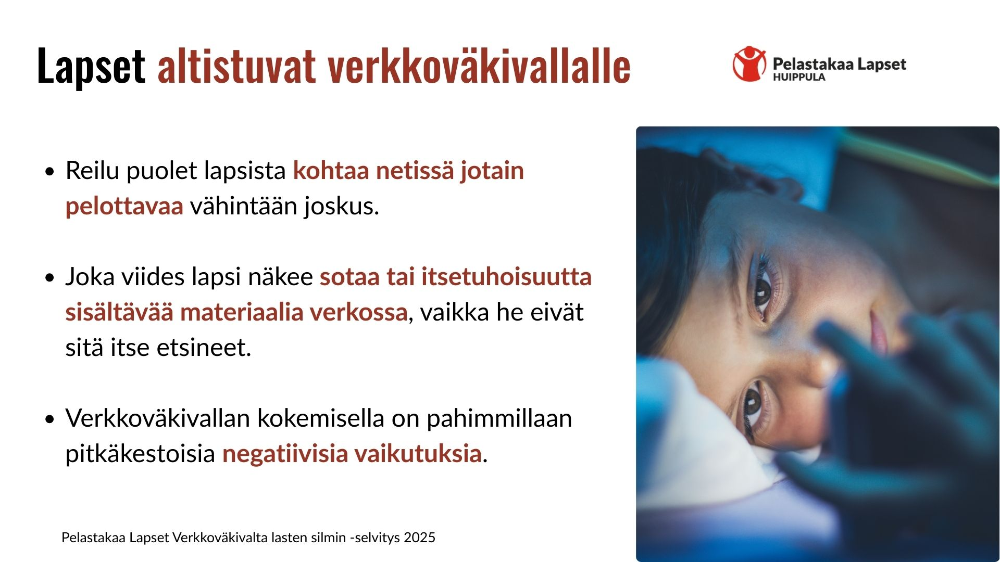 Lapset altistuvat verkkoväkivallalle
Pelastakaa Lapset
HUIPPULA
• Reilu puolet lapsista kohtaa netissä jotain
pelottavaa vähintään joskus.
• Joka viides lapsi näkee sotaa tai itsetuhoisuutta
sisältävää materiaalia verkossa, vaikka he eivät
sitä itse etsineet.
• Verkkoväkivallan kokemisella on pahimmillaan
pitkäkestoisia negatiivisia vaikutuksia.
Pelastakaa Lapset Verkkoväkivalta lasten silmin -selvitys 2025